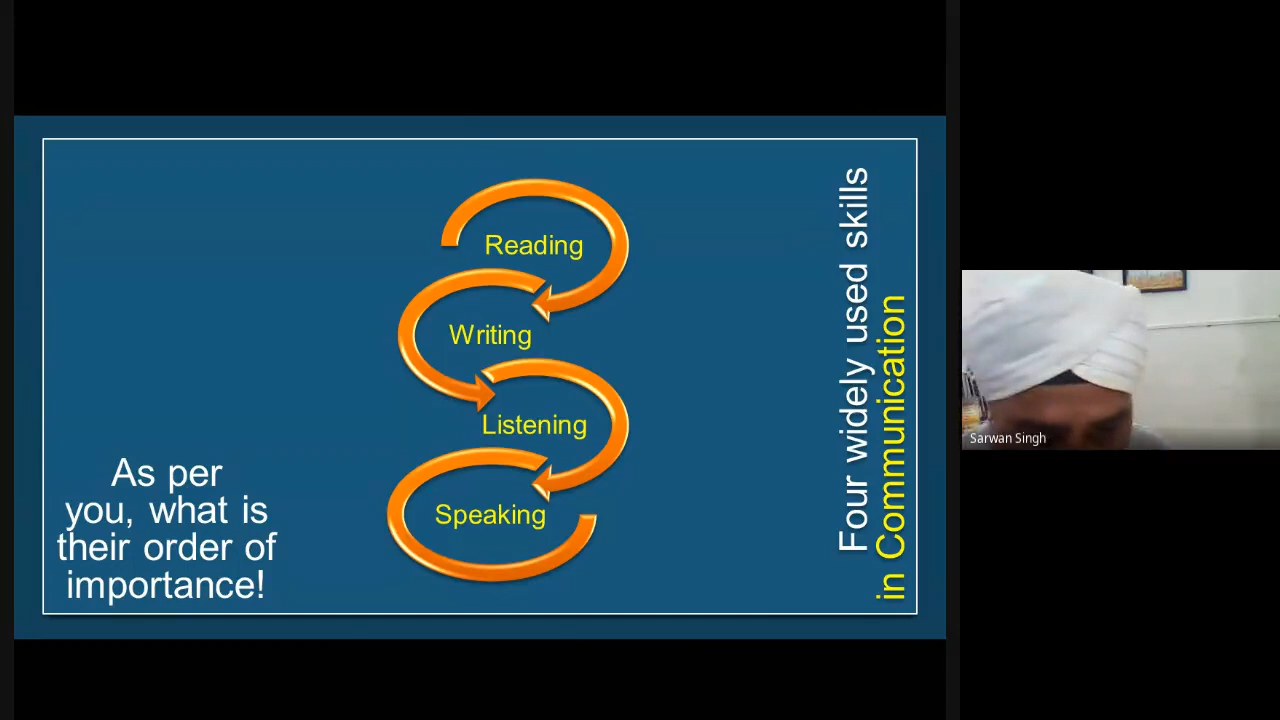 Reading
Writing
Listening
Speaking
As per
you, what is
their order of
importance!
Four widely used skills
in Communication
Sarwan Singh